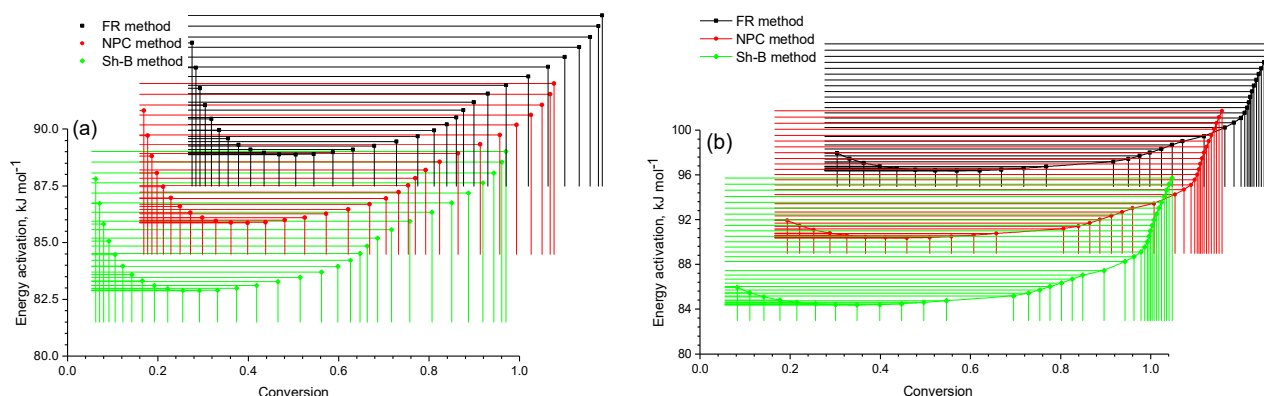 FR method
NPC method
Sh-B method
(a)
90.0
87.5
85.0
82.5
80.0
0.0
0.2
0.4
0.6
0.8
1.0
Energy activation, kJ mol⁻¹
Conversion
FR method
NPC method
Sh-B method
(b)
100
96
92
88
84
80
0.0
0.2
0.4
0.6
0.8
1.0
Energy activation, kJ mol⁻¹
Conversion